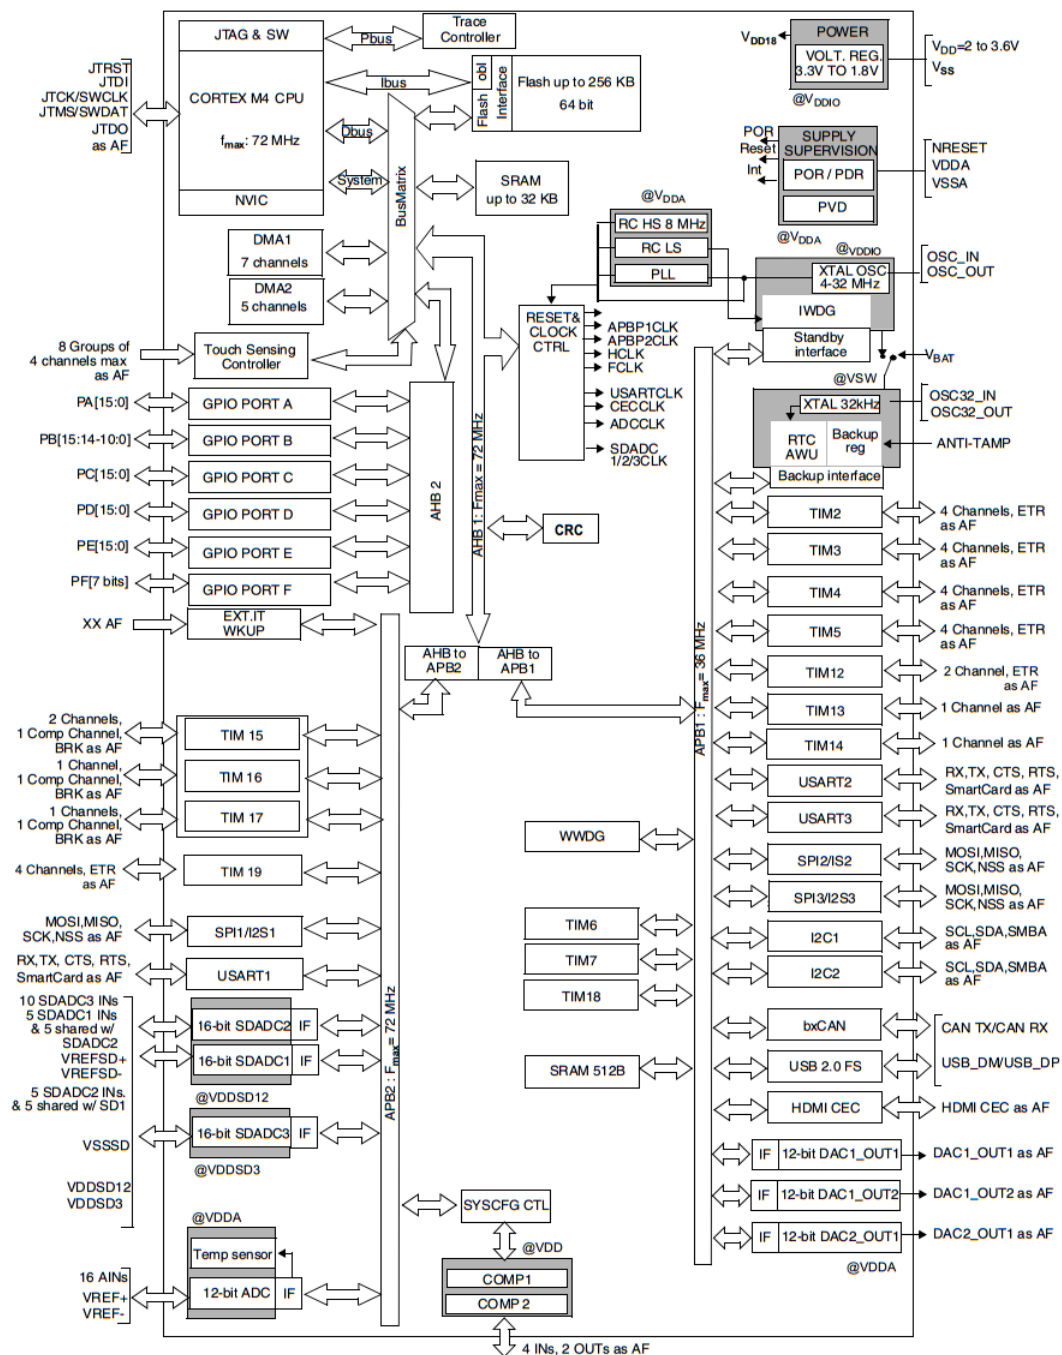 JTAG & SW
Pbus
Trace
Controller
JTRST
JTDI
JTCK/SWCLK
JTMS/SWDAT
JTDO
as AF
CORTEX M4 CPU
fmax: 72 MHz
NVIC
Ibus
Dbus
System
Flash obl
Interface
Flash up to 256 KB
64 bit
BusMatrix
SRAM
up to 32 KB
DMA1
7 channels
DMA2
5 channels
8 Groups of
4 channels max
as AF
Touch Sensing
Controller
PA[15:0]
GPIO PORT A
PB[15:14-10:0]
GPIO PORT B
PC[15:0]
GPIO PORT C
PD[15:0]
GPIO PORT D
PE[15:0]
GPIO PORT E
PF[7 bits]
GPIO PORT F
XX AF
EXT.IT
WKUP
AHB 2
AHB 1: Fmax = 72 MHz
CRC
AHB to
APB2
AHB to
APB1
VDD18
POWER
VOLT. REG.
3.3V TO 1.8V
@VDDIO
VDD=2 to 3.6V
VSS
POR
Reset
Int
SUPPLY
SUPERVISION
POR / PDR
PVD
@VDDA
NRESET
VDDA
VSSA
@VDDA
RC HS 8 MHz
RC LS
PLL
@VDDIO
XTAL OSC
4-32 MHz
OSC_IN
OSC_OUT
IWDG
Standby
interface
RESET&
CLOCK
CTRL
APBP1CLK
APBP2CLK
HCLK
FCLK
USARTCLK
CECCLK
ADCCLK
SDADC
1/2/3CLK
VBAT
@VSW
XTAL 32kHz
OSC32_IN
OSC32_OUT
RTC
AWU
Backup
reg
ANTI-TAMP
Backup interface
TIM2
4 Channels, ETR
as AF
TIM3
4 Channels, ETR
as AF
TIM4
4 Channels, ETR
as AF
TIM5
4 Channels, ETR
as AF
TIM12
2 Channel, ETR
as AF
TIM13
1 Channel as AF
TIM14
1 Channel as AF
USART2
RX,TX, CTS, RTS,
SmartCard as AF
USART3
RX,TX, CTS, RTS,
SmartCard as AF
SPI2/IS2
MOSI,MISO,
SCK,NSS as AF
SPI3/I2S3
MOSI,MISO,
SCK,NSS as AF
I2C1
SCL,SDA,SMBA
as AF
I2C2
SCL,SDA,SMBA
as AF
bxCAN
CAN TX/CAN RX
USB 2.0 FS
USB_DM/USB_DP
HDMI CEC
HDMI CEC as AF
IF
12-bit DAC1_OUT1
DAC1_OUT1 as AF
IF
12-bit DAC1_OUT2
DAC1_OUT2 as AF
IF
12-bit DAC2_OUT1
DAC2_OUT1 as AF
@VDDA
APB1 : Fmax= 36 MHz
WWDG
TIM6
TIM7
TIM18
SRAM 512B
2 Channels,
1 Comp Channel,
BRK as AF
TIM 15
1 Channel,
1 Comp Channel,
BRK as AF
TIM 16
1 Channels,
1 Comp Channel,
BRK as AF
TIM 17
4 Channels, ETR
as AF
TIM 19
MOSI,MISO,
SCK,NSS as AF
SPI1/I2S1
RX,TX, CTS, RTS,
SmartCard as AF
USART1
APB2 : Fmax= 72 MHz
10 SDADC3 INs
5 SDADC1 INs
& 5 shared w/
SDADC2
VREFSD+
VREFSD-
5 SDADC2 INs.
& 5 shared w/ SD1
VSSSD
VDDSD12
VDDSD3
16-bit SDADC2
IF
16-bit SDADC1
IF
@VDDSD12
16-bit SDADC3
IF
@VDDSD3
@VDDA
Temp sensor
12-bit ADC
IF
16 AINs
VREF+
VREF-
SYSCFG CTL
@VDD
COMP1
COMP 2
4 INs, 2 OUTs as AF